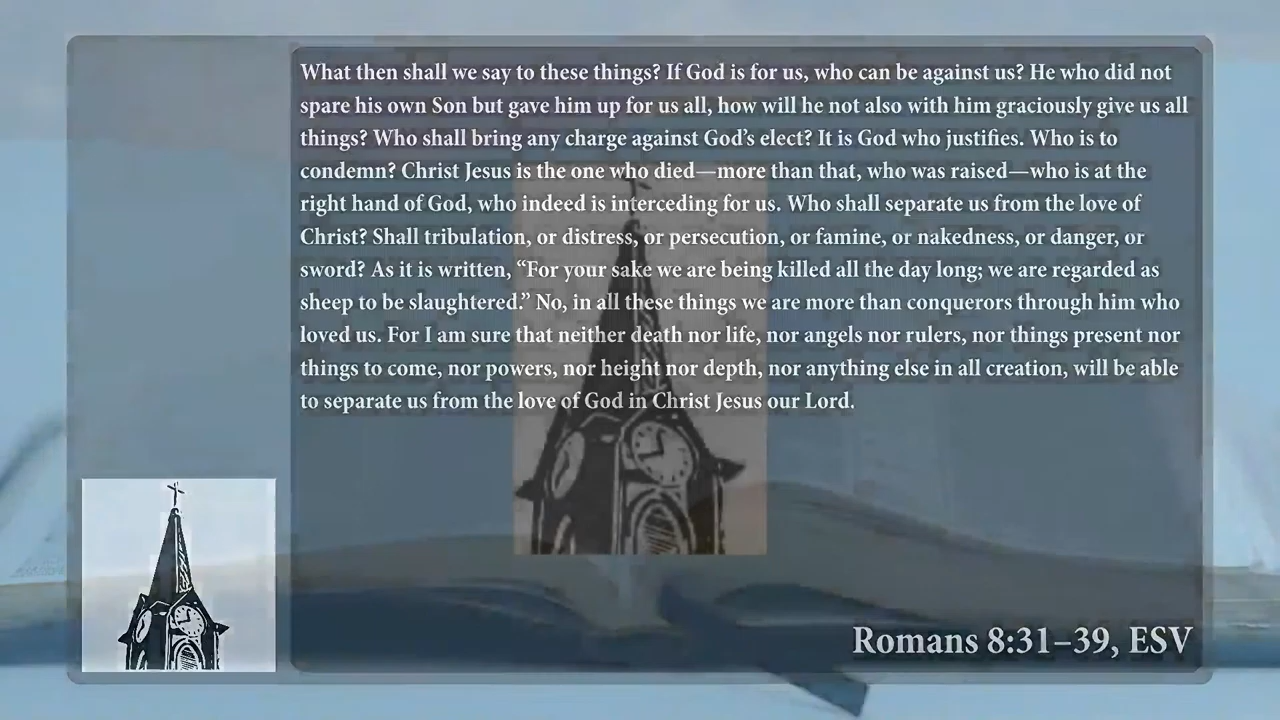 What then shall we say to these things? If God is for us, who can be against us? He who did not
spare his own Son but gave him up for us all, how will he not also with him graciously give us all
things? Who shall bring any charge against God’s elect? It is God who justifies. Who is to
condemn? Christ Jesus is the one who died—more than that, who was raised—who is at the
right hand of God, who indeed is interceding for us. Who shall separate us from the love of
Christ? Shall tribulation, or distress, or persecution, or famine, or nakedness, or danger, or
sword? As it is written, “For your sake we are being killed all the day long; we are regarded as
sheep to be slaughtered.” No, in all these things we are more than conquerors through him who
loved us. For I am sure that neither death nor life, nor angels nor rulers, nor things present nor
things to come, nor powers, nor height nor depth, nor anything else in all creation, will be able
to separate us from the love of God in Christ Jesus our Lord.
Romans 8:31–39, ESV